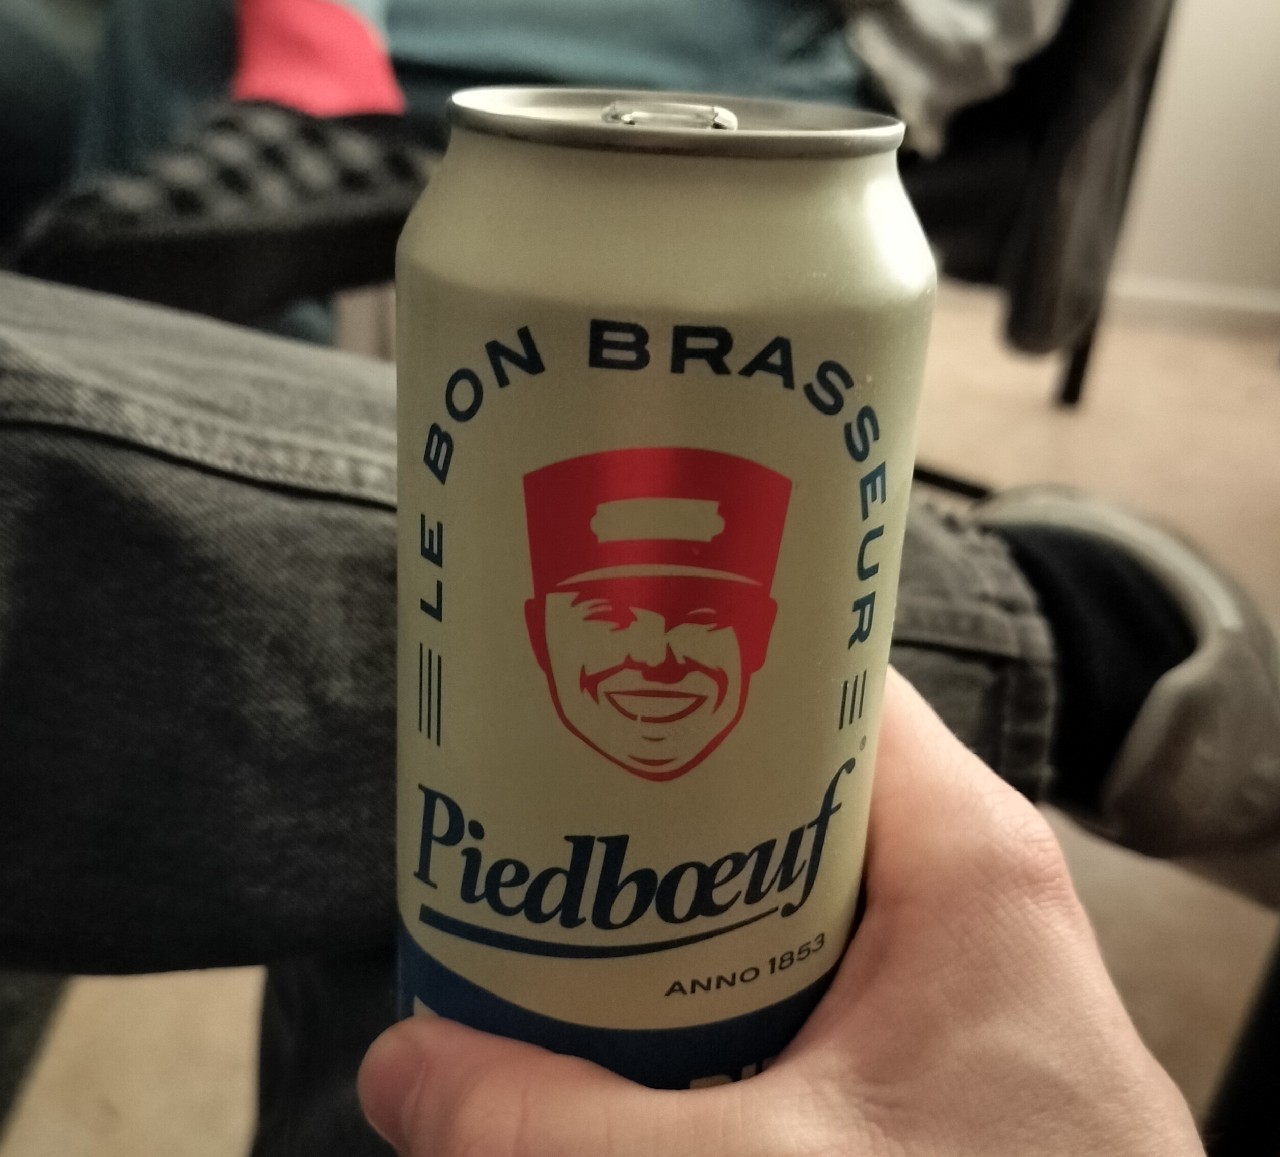 LE BON BRASSEUR
®
Piedbœuf
ANNO 1853